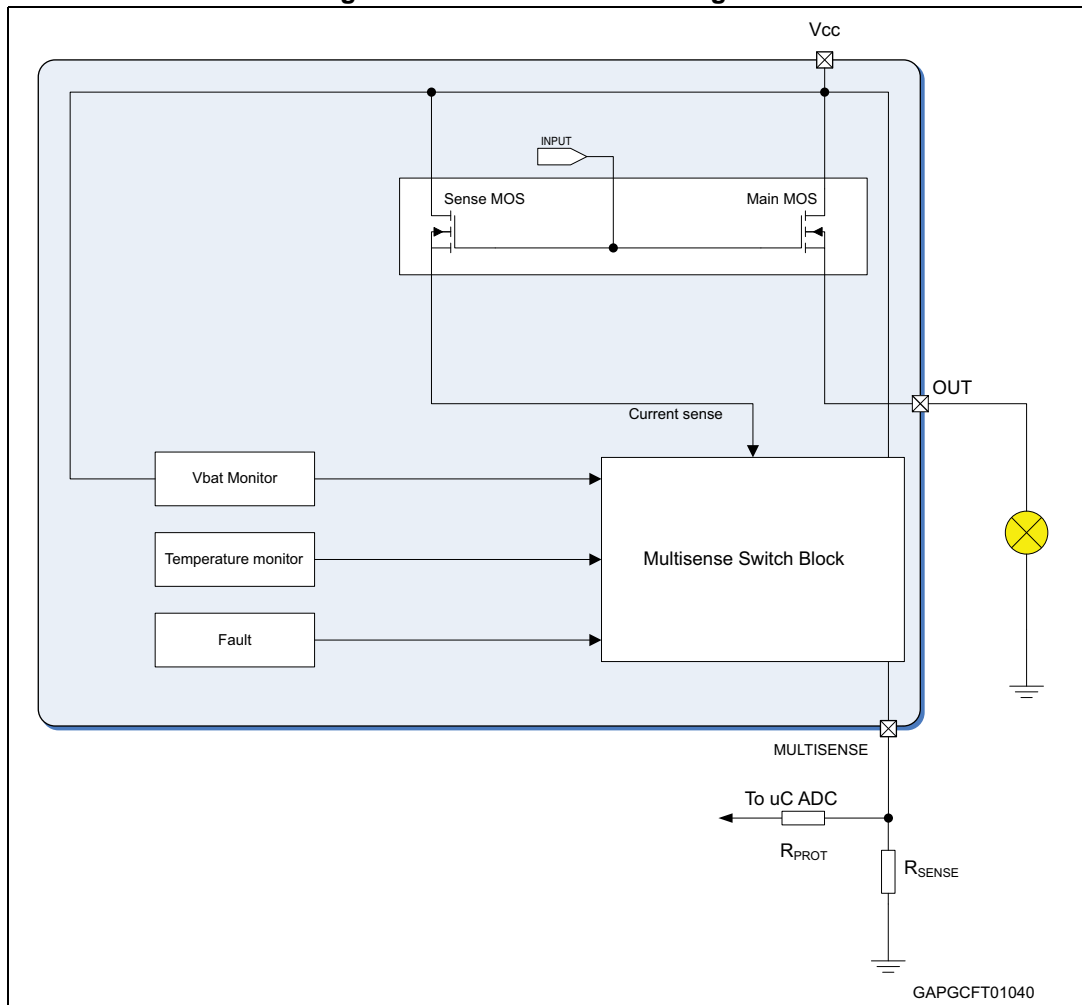 Vcc
INPUT
Sense MOS
Main MOS
OUT
Current sense
Vbat Monitor
Temperature monitor
Multisense Switch Block
Fault
MULTISENSE
To uC ADC
RPROT
RSENSE
GAPGCFT01040